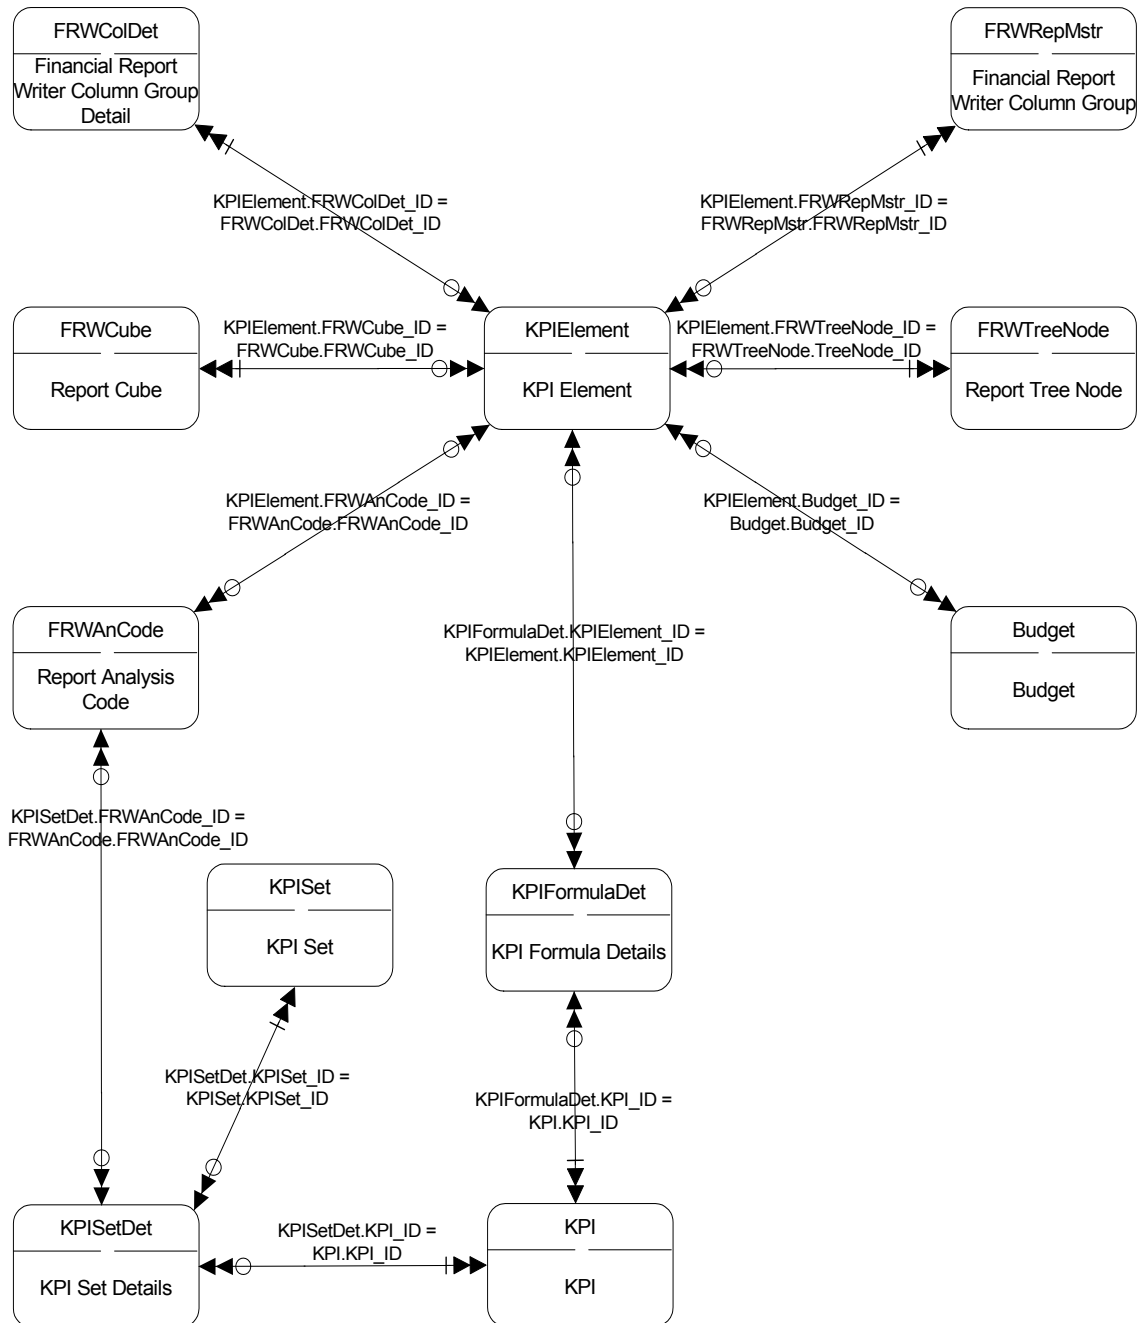 FRWColDet
Financial Report
Writer Column Group
Detail
FRWRepMstr
Financial Report
Writer Column Group
KPIElement.FRWColDet_ID =
FRWColDet.FRWColDet_ID
KPIElement.FRWRepMstr_ID =
FRWRepMstr.FRWRepMstr_ID
FRWCube
Report Cube
KPIElement.FRWCube_ID =
FRWCube.FRWCube_ID
KPIElement
KPI Element
KPIElement.FRWTreeNode_ID =
FRWTreeNode.TreeNode_ID
FRWTreeNode
Report Tree Node
KPIElement.FRWAnCode_ID =
FRWAnCode.FRWAnCode_ID
KPIElement.Budget_ID =
Budget.Budget_ID
FRWAnCode
Report Analysis
Code
KPIFormulaDet.KPIElement_ID =
KPIElement.KPIElement_ID
Budget
Budget
KPISetDet.FRWAnCode_ID =
FRWAnCode.FRWAnCode_ID
KPISet
KPI Set
KPIFormulaDet
KPI Formula Details
KPISetDet.KPISet_ID =
KPISet.KPISet_ID
KPIFormulaDet.KPI_ID =
KPI.KPI_ID
KPISetDet
KPI Set Details
KPISetDet.KPI_ID =
KPI.KPI_ID
KPI
KPI